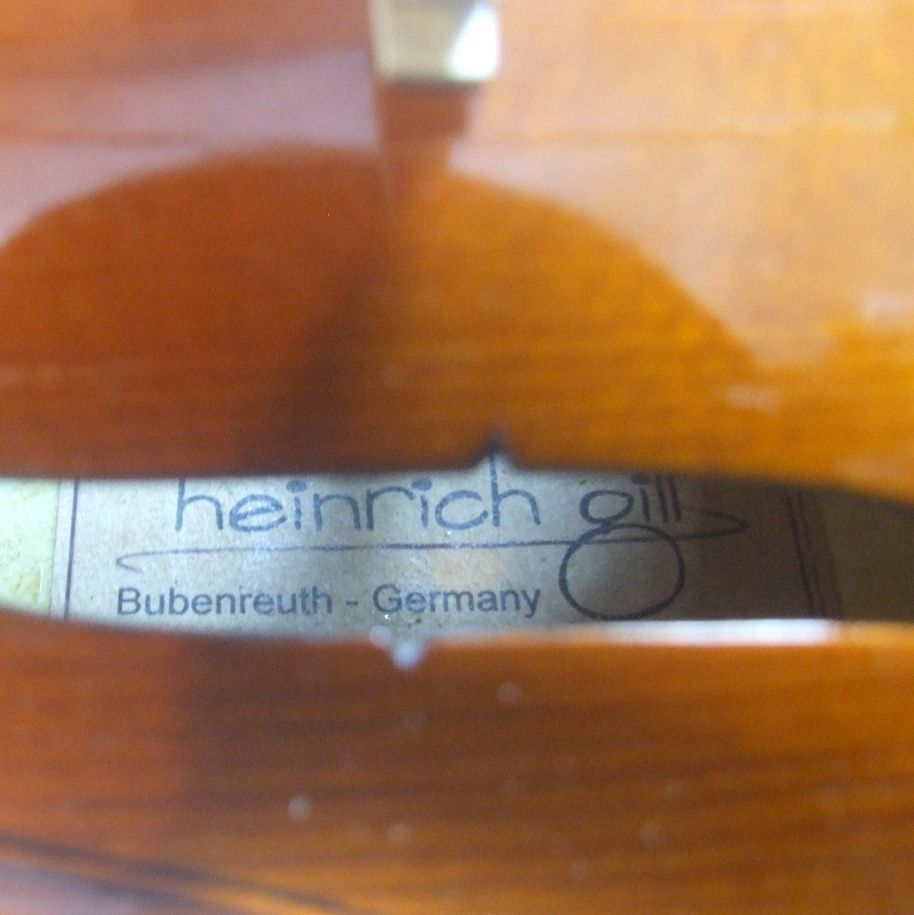 heinrich gill
Bubenreuth - Germany